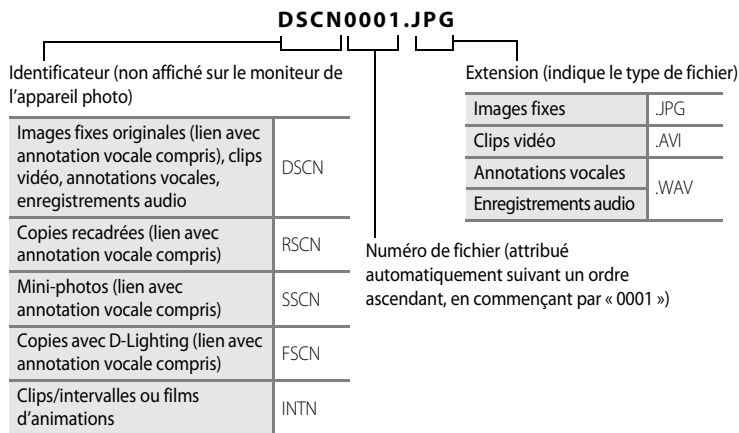 DSCN0001.JPG
Identificateur (non affiché sur le moniteur de
l'appareil photo)
Images fixes originales (lien avec
annotation vocale compris), clips
vidéo, annotations vocales,
enregistrements audio
DSCN
Copies recadrées (lien avec
annotation vocale compris)
RSCN
Mini-photos (lien avec
annotation vocale compris)
SSCN
Copies avec D-Lighting (lien avec
annotation vocale compris)
FSCN
Clips/intervalles ou films
d'animations
INTN
Extension (indique le type de fichier)
Images fixes
.JPG
Clips vidéo
.AVI
Annotations vocales
Enregistrements audio
.WAV
Numéro de fichier (attribué
automatiquement suivant un ordre
ascendant, en commençant par « 0001 »)